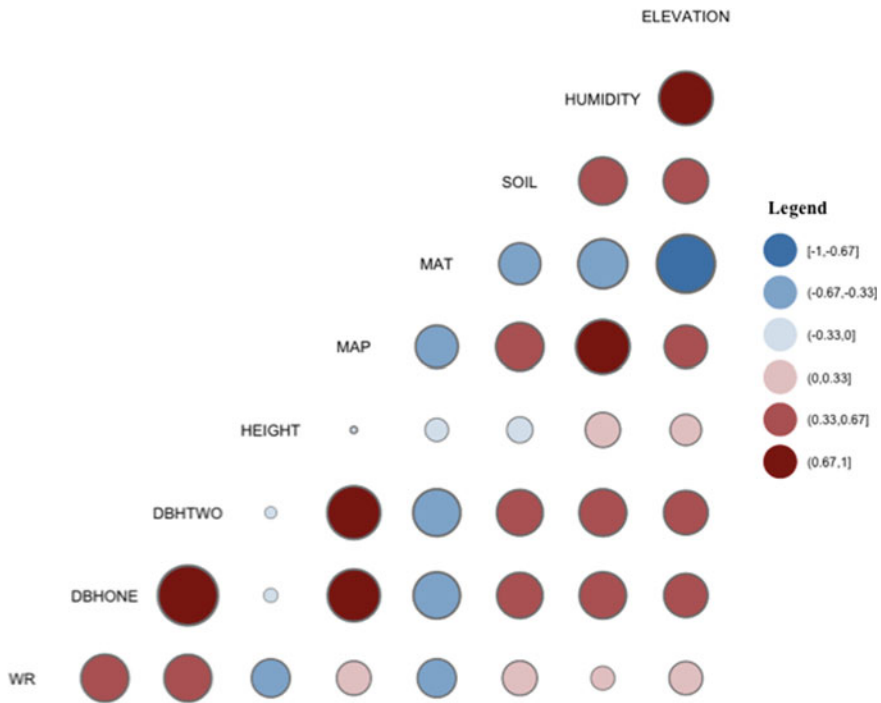 ELEVATION
HUMIDITY
SOIL
Legend
MAT
[-1,-0.67]
(-0.67,-0.33]
(-0.33,0]
MAP
(0,0.33]
HEIGHT
(0.33,0.67]
(0.67,1]
DBHTWO
DBHONE
WR